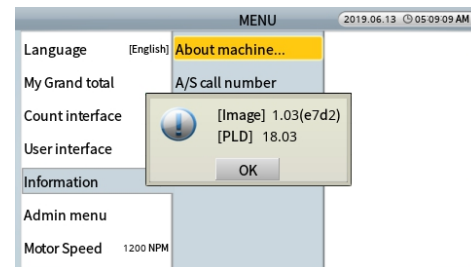 MENU
2019.06.13 05:09:09 AM
Language [English]
About machine...
My Grand total
A/S call number
Count interface
[Image] 1.03(e7d2)
[PLD] 18.03
User interface
OK
Information
Admin menu
Motor Speed 1200 NPM